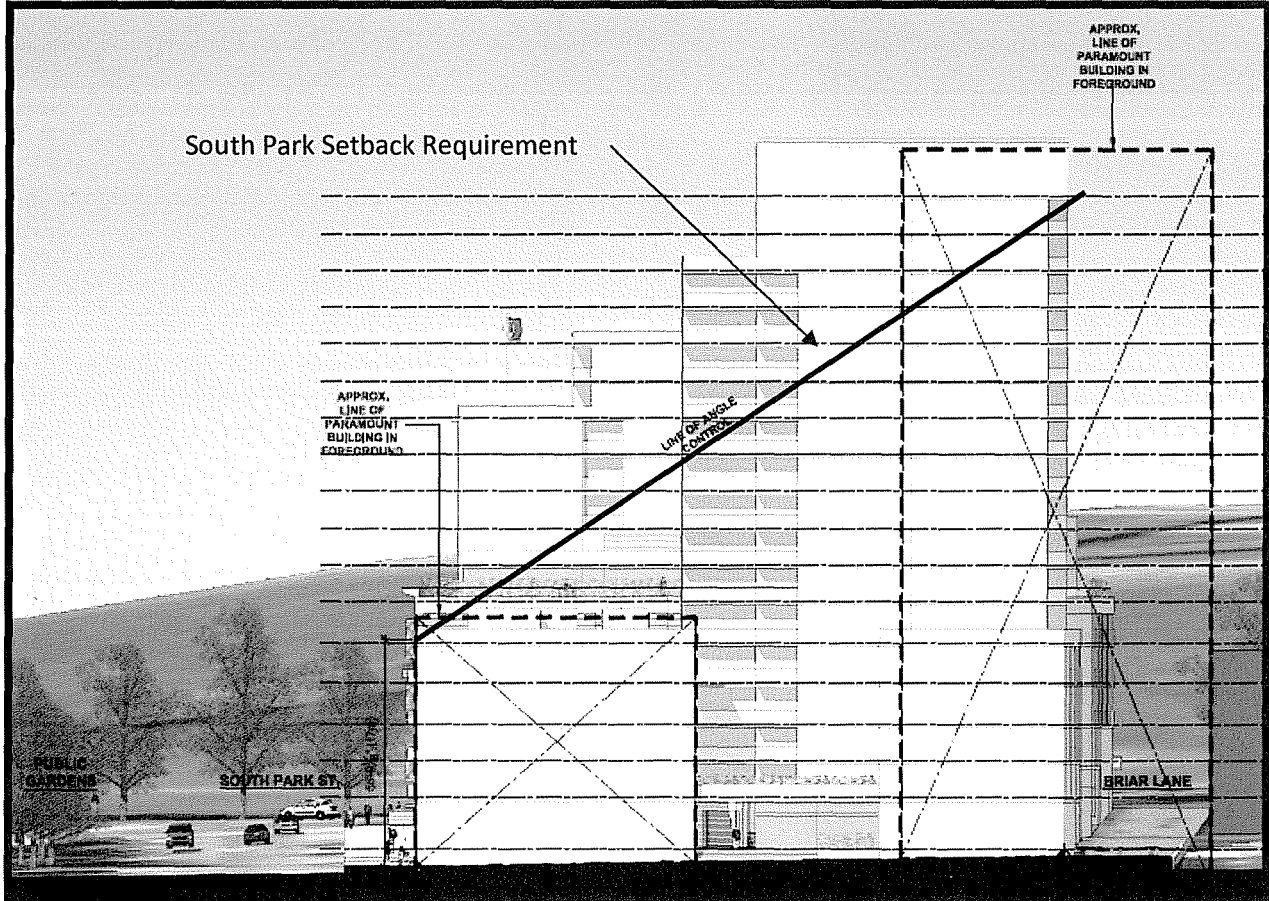 APPROX,
LINE OF
PARAMOUNT
BUILDING IN
FOREGROUND
South Park Setback Requirement
APPROX,
LINE OF
PARAMOUNT
BUILDING IN
FOREGROUND
LINE OF ANGLE
CONTROL
PUBLIC
GARDENS
SOUTH PARK ST.
BRIAR LANE